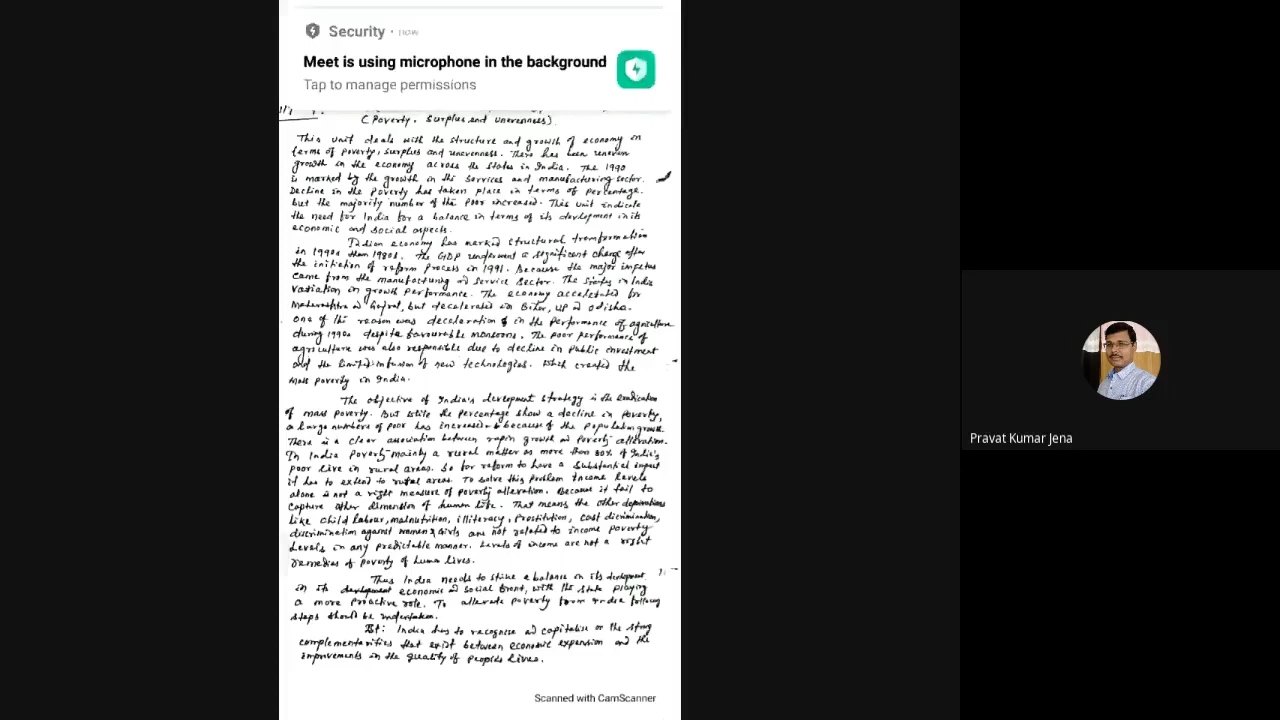 Security • now
Meet is using microphone in the background
Tap to manage permissions
(Poverty, Surplus and Unevenness)
This unit deals with the structure and growth of economy in
terms of poverty, surplus and unevenness. There has been uneven
growth in the economy across the states in India. The 1990
is marked by the growth in the services and manufacturing sector.
Decline in the poverty has taken place in terms of percentage.
but the majority number of the poor increased. This unit indicate
the need for India for a balance in terms of its development in its
economic and social aspects.
Indian economy has marked structural transformation
in 1990s than 1980s. The GDP underwent a significant change after
the initiation of reform process in 1991. Because the major impetus
came from the manufacturing and service sector. The states in India
variation in growth performance. The economy accelerated for
Maharashtra and Gujrat, but decelerated in Bihar, UP and Odisha.
One of the reason was deceleration in the performance of agriculture
during 1990s despite favourable monsoons. The poor performance of
agriculture was also responsible due to decline in public investment
and the limited infusion of new technologies. Which created the
mass poverty in India.
The objective of India's development strategy is the eradication
of mass poverty. But while the percentage show a decline in poverty,
a large numbers of poor has increased because of the population growth.
There is a clear association between rapid growth and poverty alleration.
In India poverty mainly a rural matter as more than 80% of India's
poor live in rural areas. So for reform to have a substantial impact
it has to extend to rural areas. To solve this problem income levels
alone is not a right measure of poverty alleration. Because it fail to
capture other dimension of human life. That means the other deprivations
like child labour, malnutrition, illiteracy, prostitution, cast dicrimination,
discrimination against women & girls are not related to income poverty
levels in any predictable manner. Levels of income are not a right
remedies of poverty of human lives.
Thus India needs to strike a balance in its development
in its economic and social front, with the state playing
a more proactive role. To alleviate poverty form India following
steps should be undertaken.
1st: India has to recognise and capitalise on the strong
complementarities that exist between economic expansion and the
improvements in the quality of peoples lives.
Scanned with CamScanner
Pravat Kumar Jena